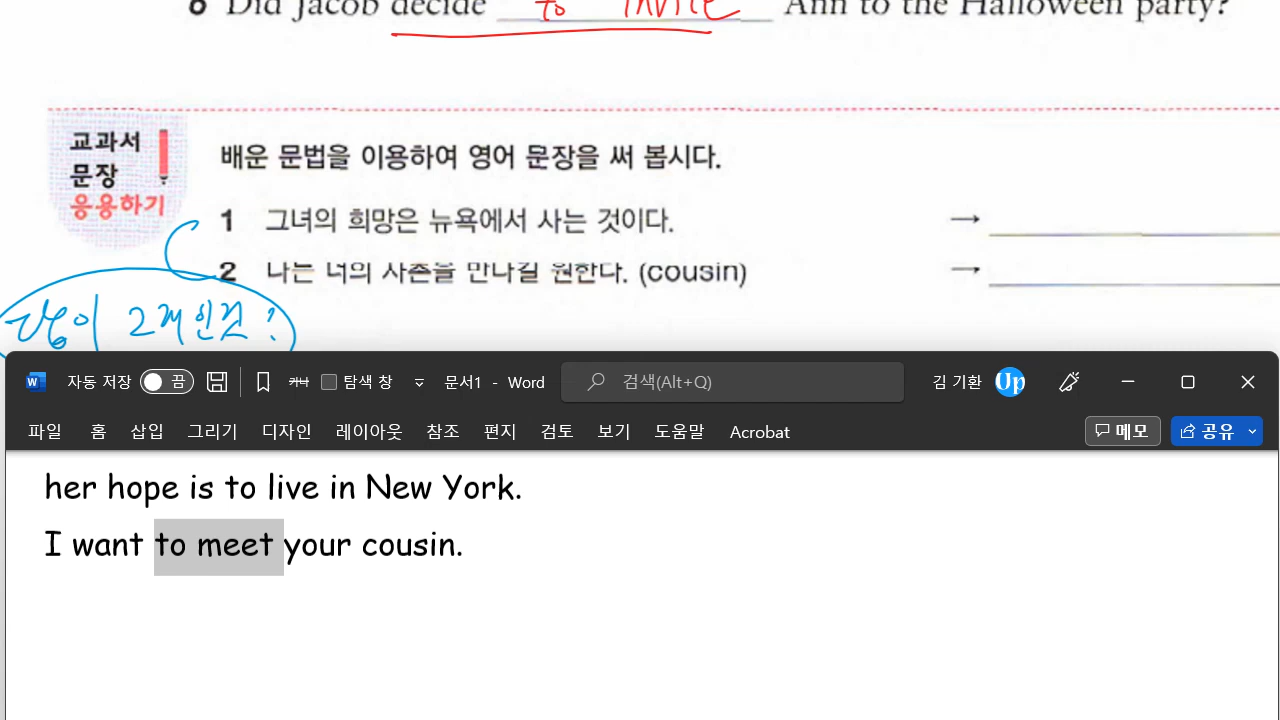 6 Did Jacob decide to invite Ann to the Halloween party?
교과서
문장
응용하기
배운 문법을 이용하여 영어 문장을 써 봅시다.
1 그녀의 희망은 뉴욕에서 사는 것이다. →
2 나는 너의 사촌을 만나길 원한다. (cousin) →
답이 2개인것?
자동 저장 끔 가나 탐색 창 문서1 - Word 검색(Alt+Q) 김 기환 Up
파일 홈 삽입 그리기 디자인 레이아웃 참조 편지 검토 보기 도움말 Acrobat 메모 공유
her hope is to live in New York.
I want to meet your cousin.